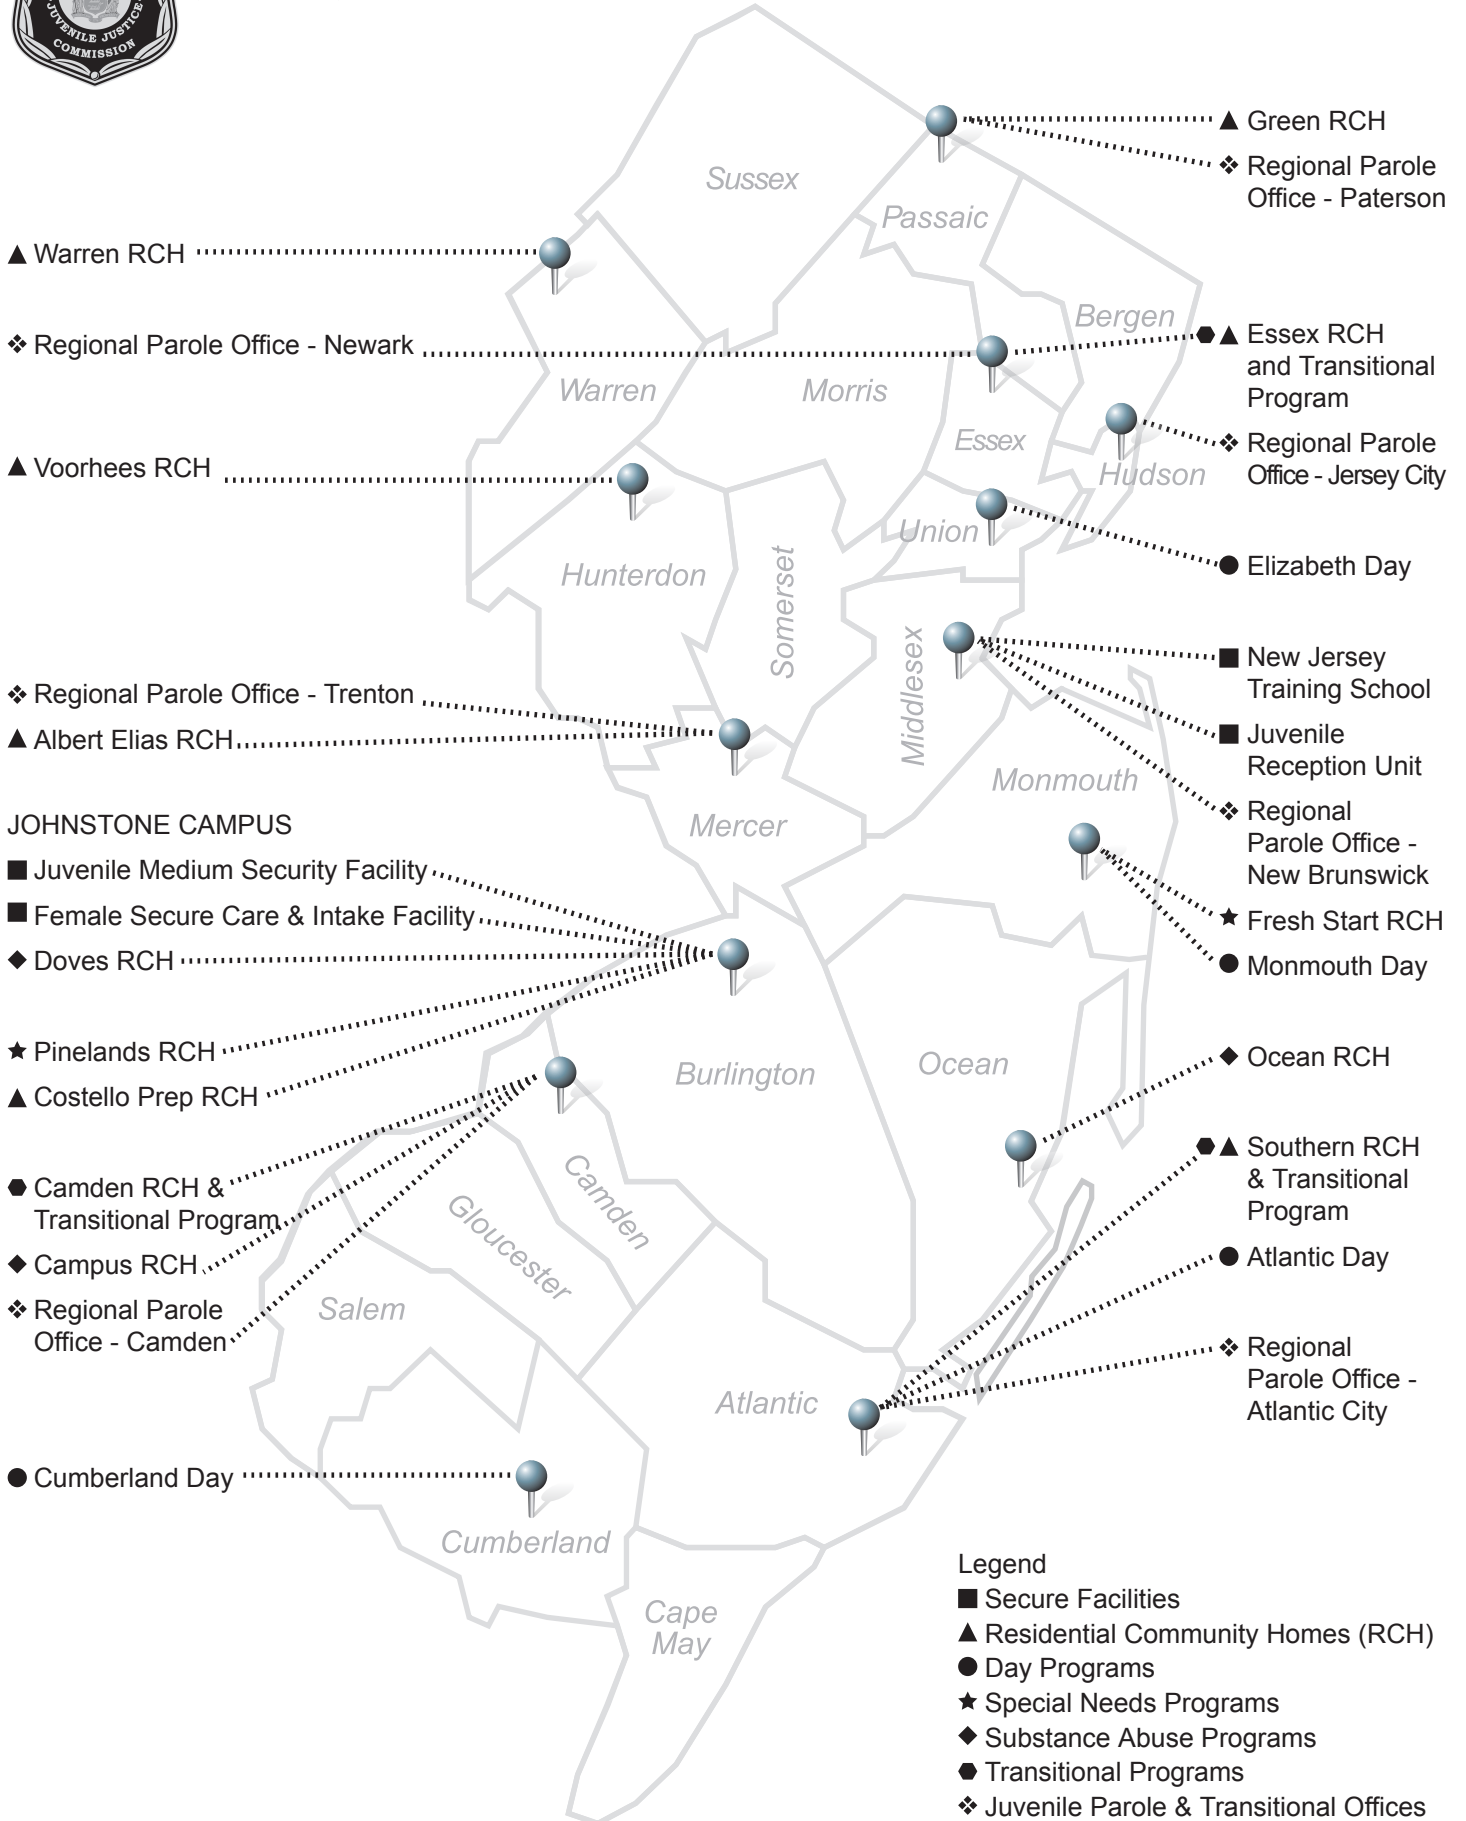 JUVENILE JUSTICE
COMMISSION
Green RCH
Regional Parole
Office - Paterson
Sussex
Passaic
Warren RCH
Bergen
Essex RCH
and Transitional
Program
Regional Parole Office - Newark
Warren
Morris
Essex
Regional Parole
Office - Jersey City
Voorhees RCH
Hudson
Union
Hunterdon
Somerset
Elizabeth Day
Middlesex
New Jersey
Training School
Regional Parole Office - Trenton
Albert Elias RCH
Juvenile
Reception Unit
Monmouth
Mercer
Regional
Parole Office -
New Brunswick
JOHNSTONE CAMPUS
Juvenile Medium Security Facility
Female Secure Care & Intake Facility
Doves RCH
Fresh Start RCH
Monmouth Day
Pinelands RCH
Costello Prep RCH
Burlington
Ocean
Ocean RCH
Camden RCH &
Transitional Program
Campus RCH
Regional Parole
Office - Camden
Camden
Gloucester
Salem
Southern RCH
& Transitional
Program
Atlantic Day
Regional
Parole Office -
Atlantic City
Atlantic
Cumberland Day
Cumberland
Cape
May
Legend
Secure Facilities
Residential Community Homes (RCH)
Day Programs
Special Needs Programs
Substance Abuse Programs
Transitional Programs
Juvenile Parole & Transitional Offices